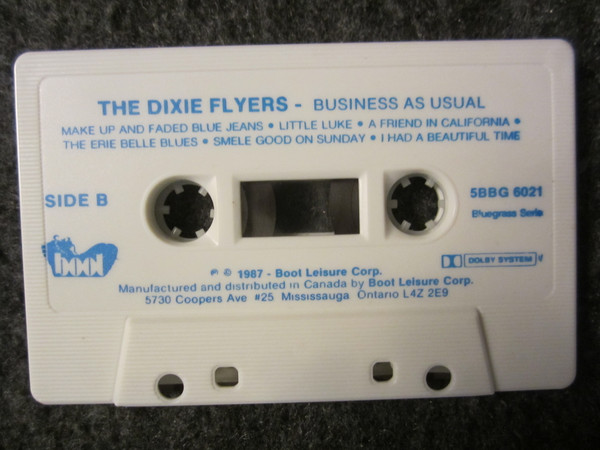 THE DIXIE FLYERS - BUSINESS AS USUAL
MAKE UP AND FADED BLUE JEANS • LITTLE LUKE • A FRIEND IN CALIFORNIA •
THE ERIE BELLE BLUES • SMELE GOOD ON SUNDAY • I HAD A BEAUTIFUL TIME
SIDE B
5BBG 6021
Bluegrass Serie
DOLBY SYSTEM
℗ © 1987 - Boot Leisure Corp.
Manufactured and distributed in Canada by Boot Leisure Corp.
5730 Coopers Ave #25 Mississauga Ontario L4Z 2E9